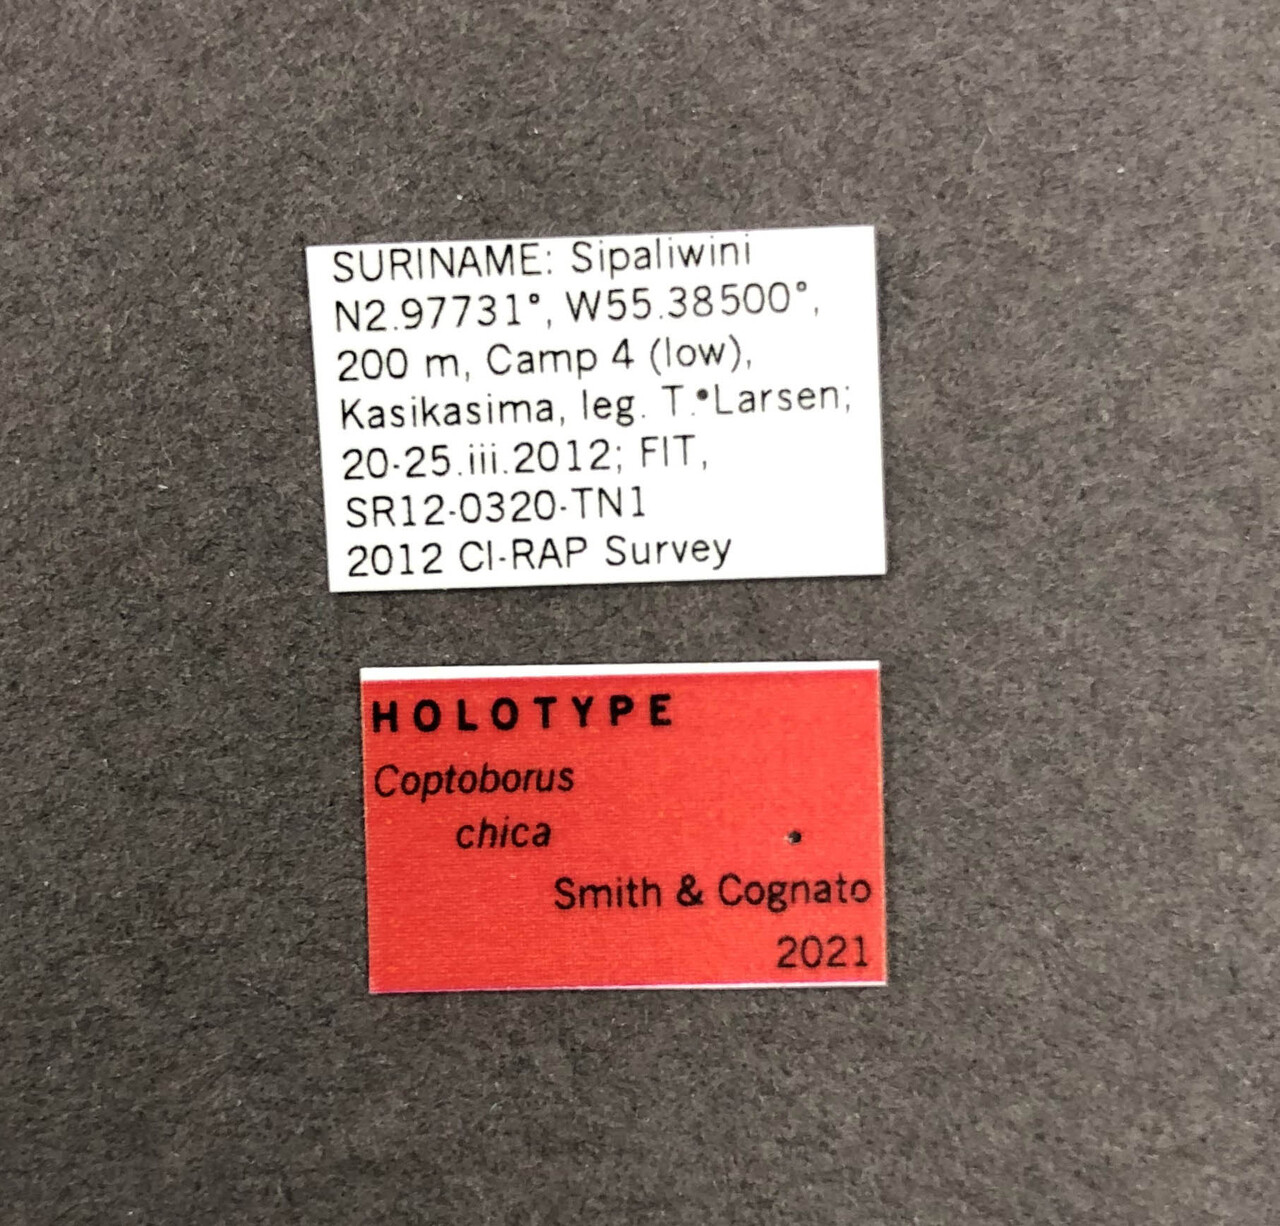 SURINAME: Sipaliwini
N2.97731°, W55.38500°,
200 m, Camp 4 (low),
Kasikasima, leg. T. Larsen;
20-25.iii.2012; FIT,
SR12-0320-TN1
2012 CI-RAP Survey
HOLOTYPE
Coptoborus
chica
Smith & Cognato
2021